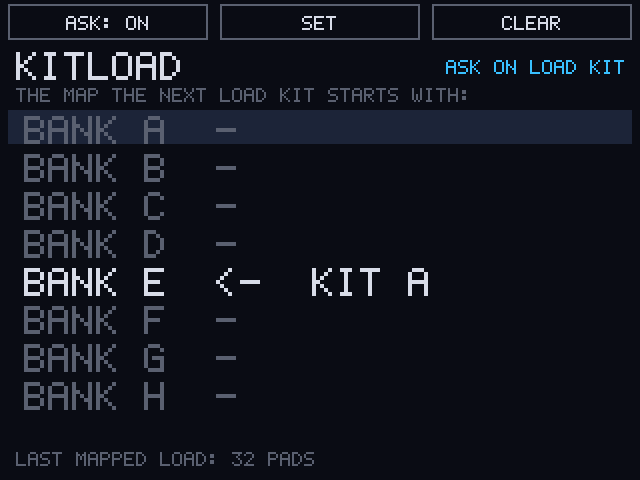 ASK: ON
SET
CLEAR
KITLOAD
ASK ON LOAD KIT
THE MAP THE NEXT LOAD KIT STARTS WITH:
BANK A –
BANK B –
BANK C –
BANK D –
BANK E <– KIT A
BANK F –
BANK G –
BANK H –
LAST MAPPED LOAD: 32 PADS